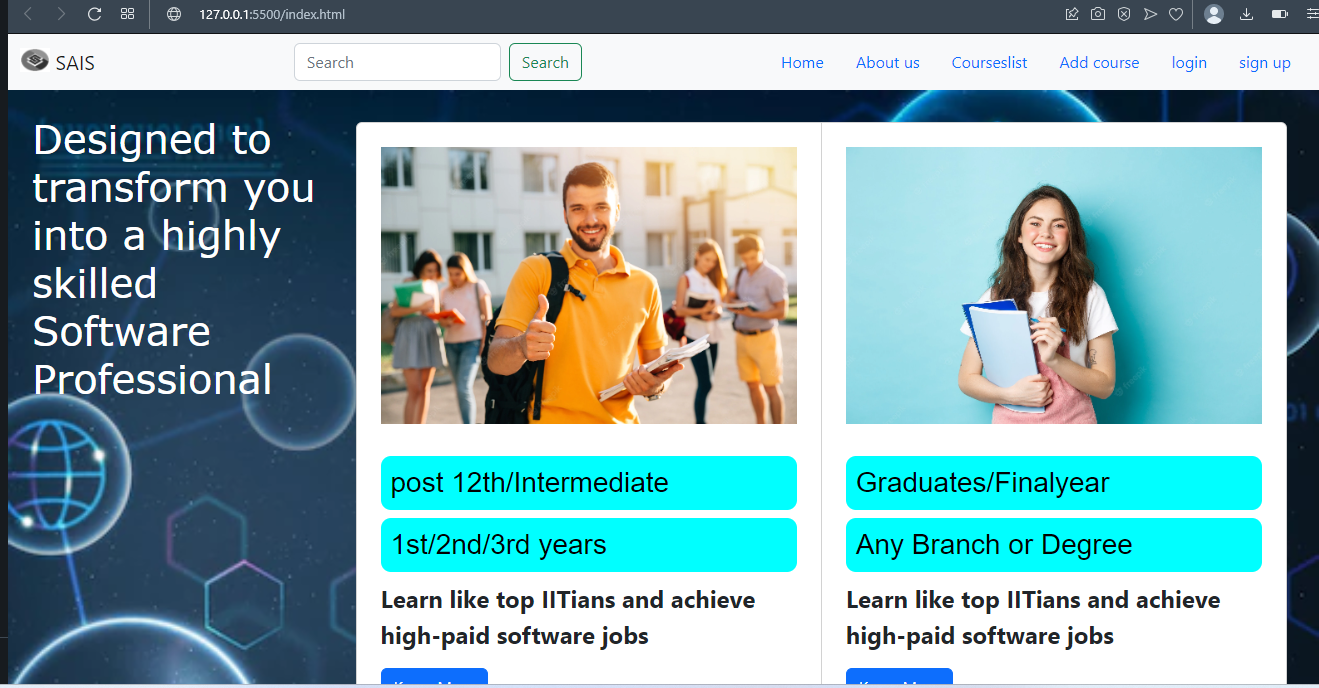 127.0.0.1:5500/index.html
SAIS
Search
Search
Home
About us
Courseslist
Add course
login
sign up
Designed to
transform you
into a highly
skilled
Software
Professional
post 12th/Intermediate
1st/2nd/3rd years
Learn like top IITians and achieve
high-paid software jobs
Graduates/Finalyear
Any Branch or Degree
Learn like top IITians and achieve
high-paid software jobs